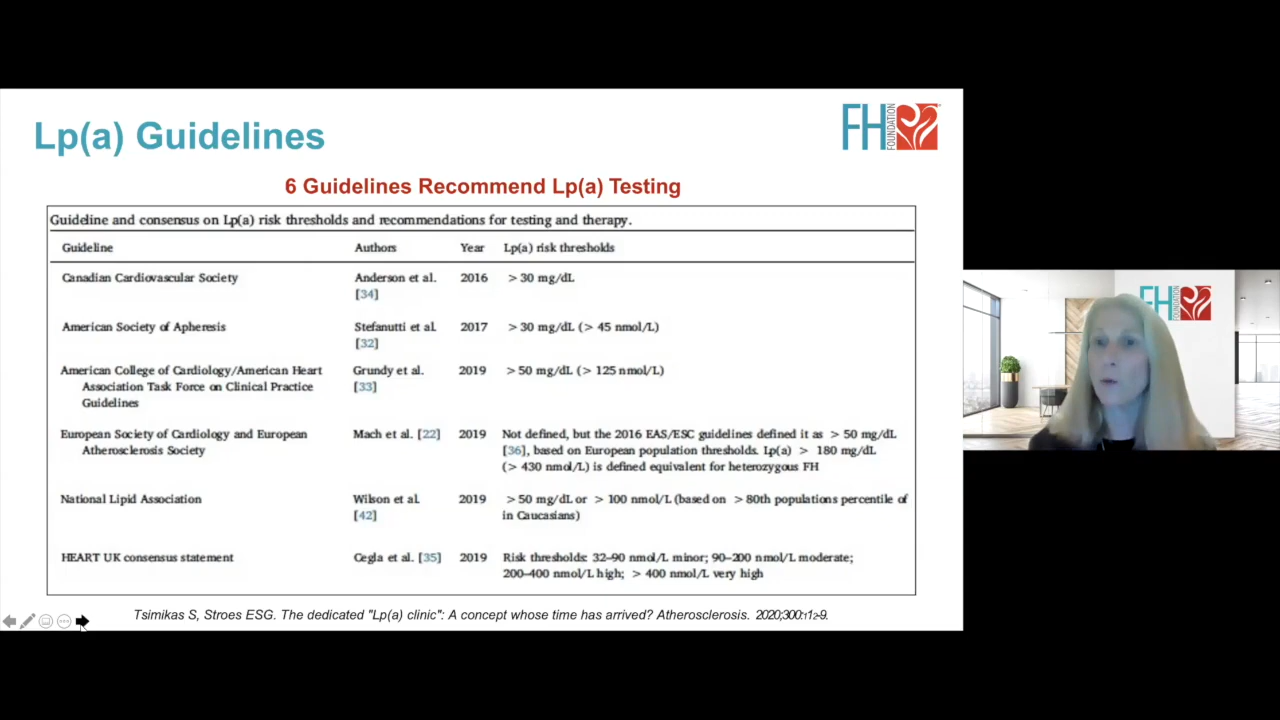 Lp(a) Guidelines
FH
FOUNDATION
6 Guidelines Recommend Lp(a) Testing
Guideline and consensus on Lp(a) risk thresholds and recommendations for testing and therapy.
Guideline Authors Year Lp(a) risk thresholds
Canadian Cardiovascular Society Anderson et al. 2016 > 30 mg/dL
[34]
American Society of Apheresis Stefanutti et al. 2017 > 30 mg/dL (> 45 nmol/L)
[32]
American College of Cardiology/American Heart Grundy et al. 2019 > 50 mg/dL (> 125 nmol/L)
Association Task Force on Clinical Practice [33]
Guidelines
European Society of Cardiology and European Mach et al. [22] 2019 Not defined, but the 2016 EAS/ESC guidelines defined it as > 50 mg/dL
Atherosclerosis Society [36], based on European population thresholds. Lp(a) > 180 mg/dL
(> 430 nmol/L) is defined equivalent for heterozygous FH
National Lipid Association Wilson et al. 2019 > 50 mg/dL or > 100 nmol/L (based on > 80th populations percentile of
[42] in Caucasians)
HEART UK consensus statement Cegla et al. [35] 2019 Risk thresholds: 32–90 nmol/L minor; 90–200 nmol/L moderate;
200–400 nmol/L high; > 400 nmol/L very high
Tsimikas S, Stroes ESG. The dedicated "Lp(a) clinic": A concept whose time has arrived? Atherosclerosis. 2020;300:1-9.
FH
FOUNDATION